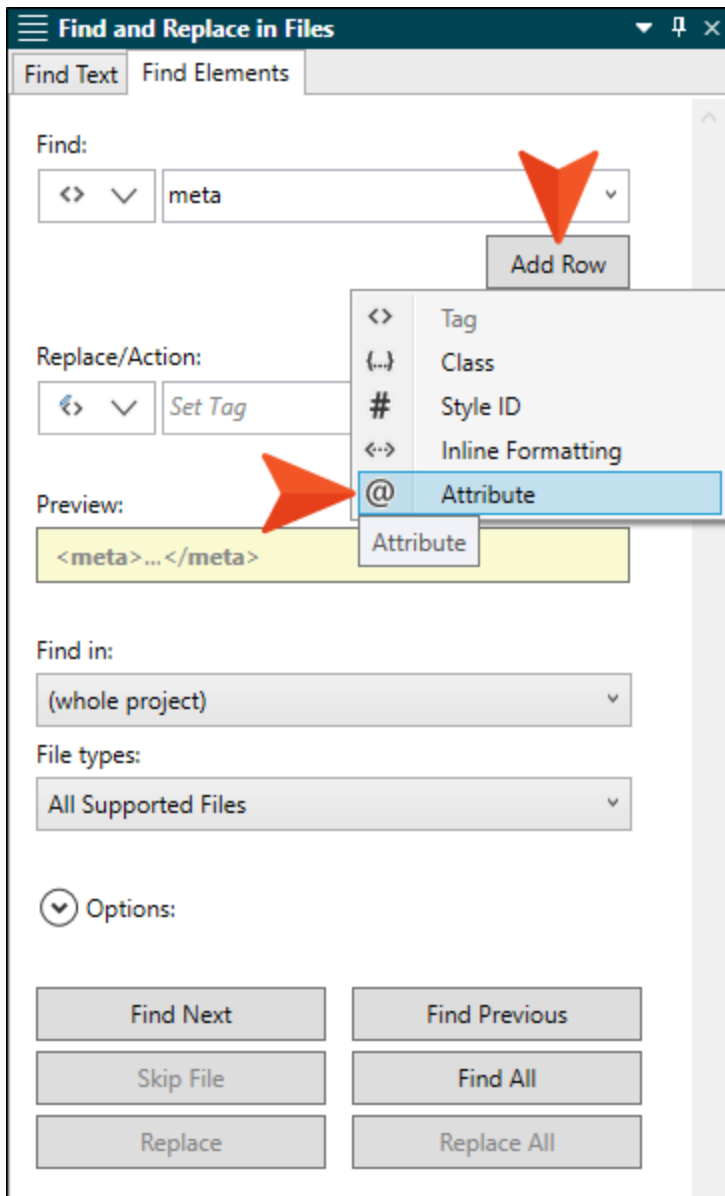 Find and Replace in Files
Find Text Find Elements
Find:
<> meta
Add Row
<> Tag
Replace/Action:
{...} Class
Set Tag
# Style ID
Inline Formatting
Preview:
@ Attribute
<meta>...</meta>
Attribute
Find in:
(whole project)
File types:
All Supported Files
Options:
Find Next Find Previous
Skip File Find All
Replace Replace All